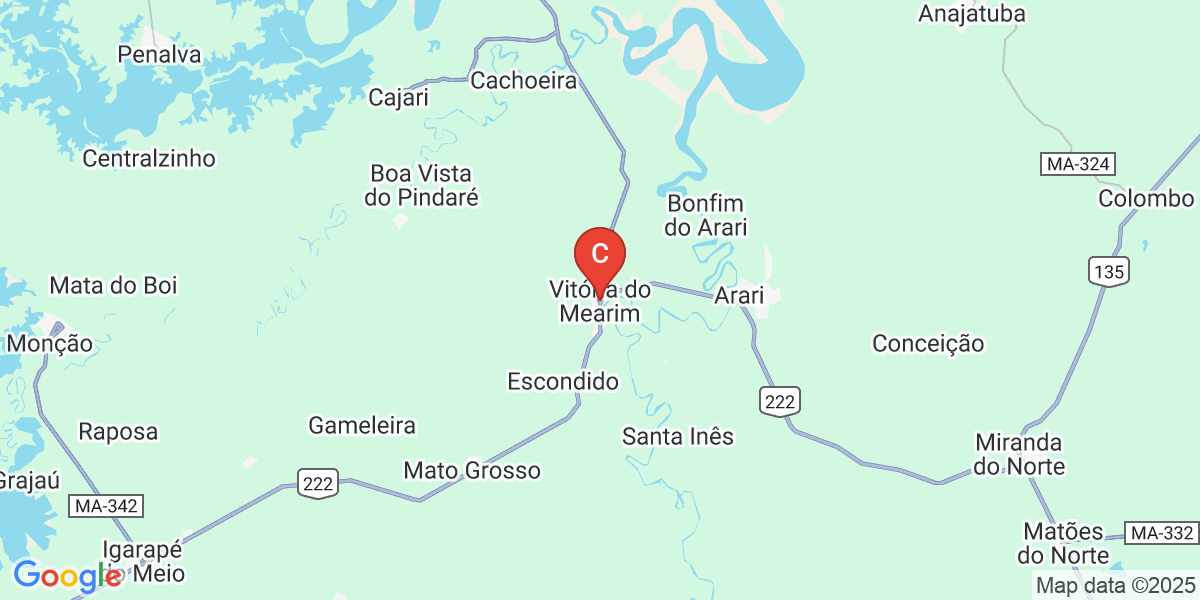 Anajatuba
Penalva
Cachoeira
Cajari
Centralzinho
MA-324
Boa Vista
do Pindaré
Colombo
Bonfim
do Arari
C
135
Mata do Boi
Vitória do
Mearim
Arari
Monção
Conceição
Escondido
222
Gameleira
Raposa
Santa Inês
Miranda
do Norte
Mato Grosso
Grajaú
222
MA-342
Matões
do Norte
MA-332
Igarapé
do Meio
Google
Map data ©2025